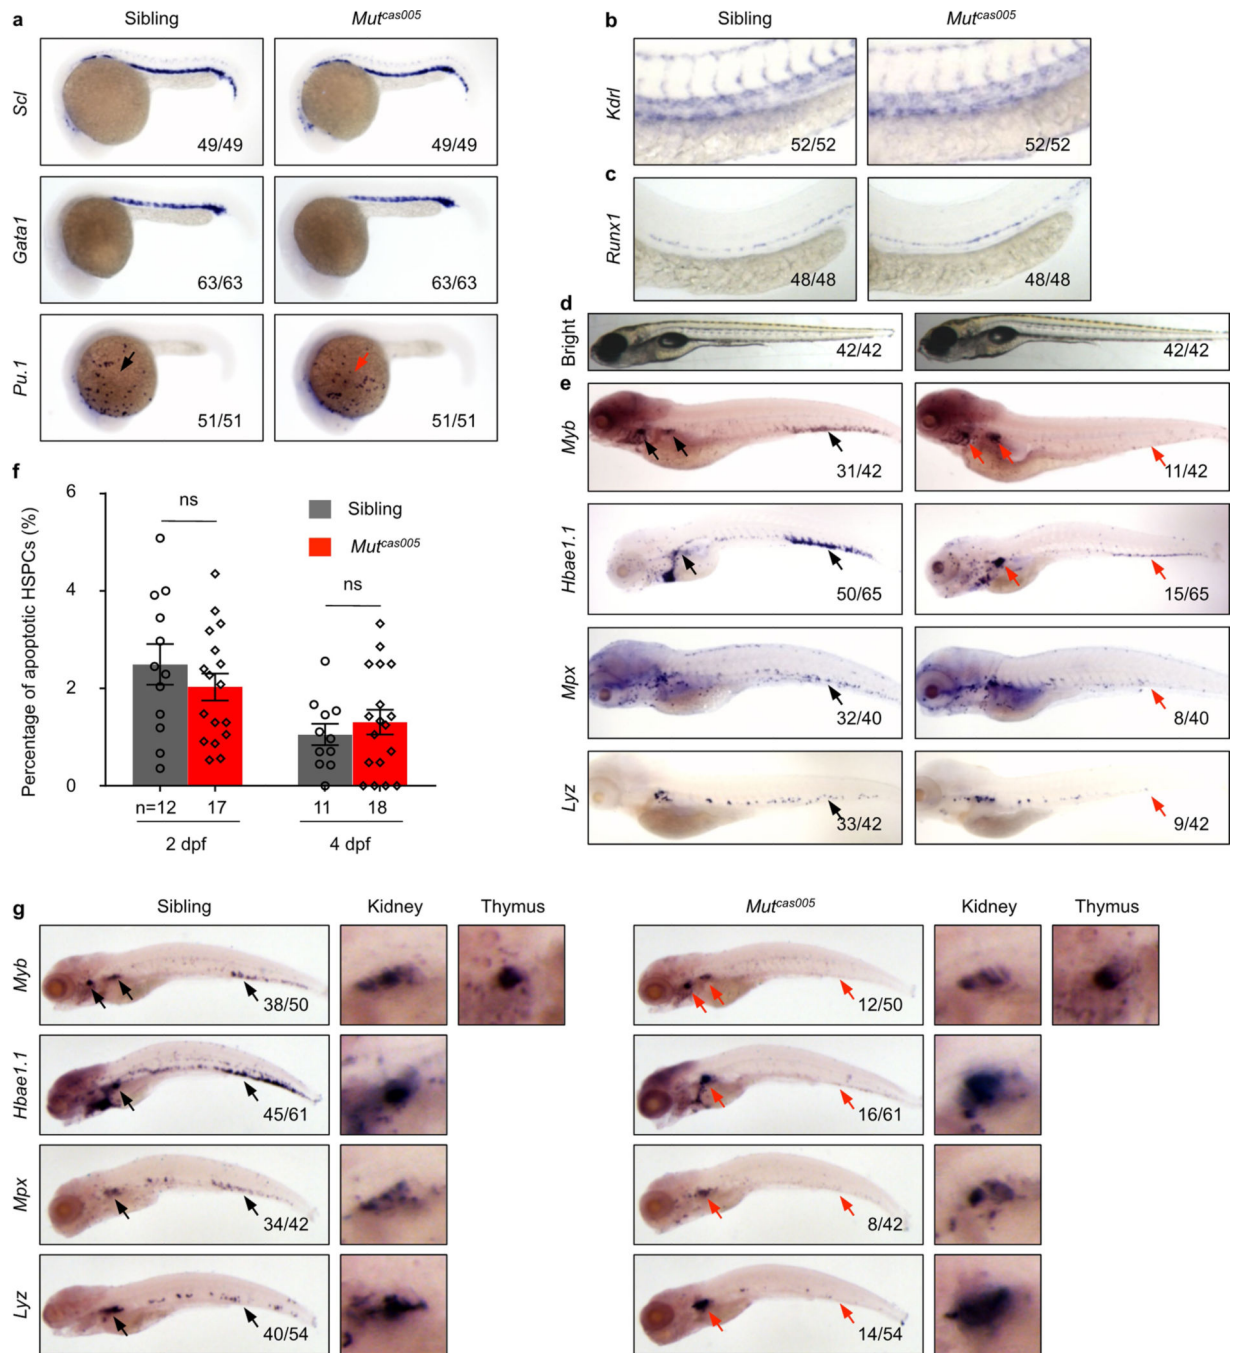 a
Sibling
Mutcas005
Scl
49/49
49/49
Gata1
63/63
63/63
Pu.1
51/51
51/51
b
Sibling
Mutcas005
Kdrl
52/52
52/52
c
Runx1
48/48
48/48
d
Bright
42/42
42/42
e
Myb
31/42
11/42
Hbae1.1
50/65
15/65
Mpx
32/40
8/40
Lyz
33/42
9/42
f
Percentage of apoptotic HSPCs (%)
6
4
2
0
ns
ns
Sibling
Mutcas005
n=12
17
11
18
2 dpf
4 dpf
g
Sibling
Kidney
Thymus
Mutcas005
Kidney
Thymus
Myb
38/50
12/50
Hbae1.1
45/61
16/61
Mpx
34/42
8/42
Lyz
40/54
14/54